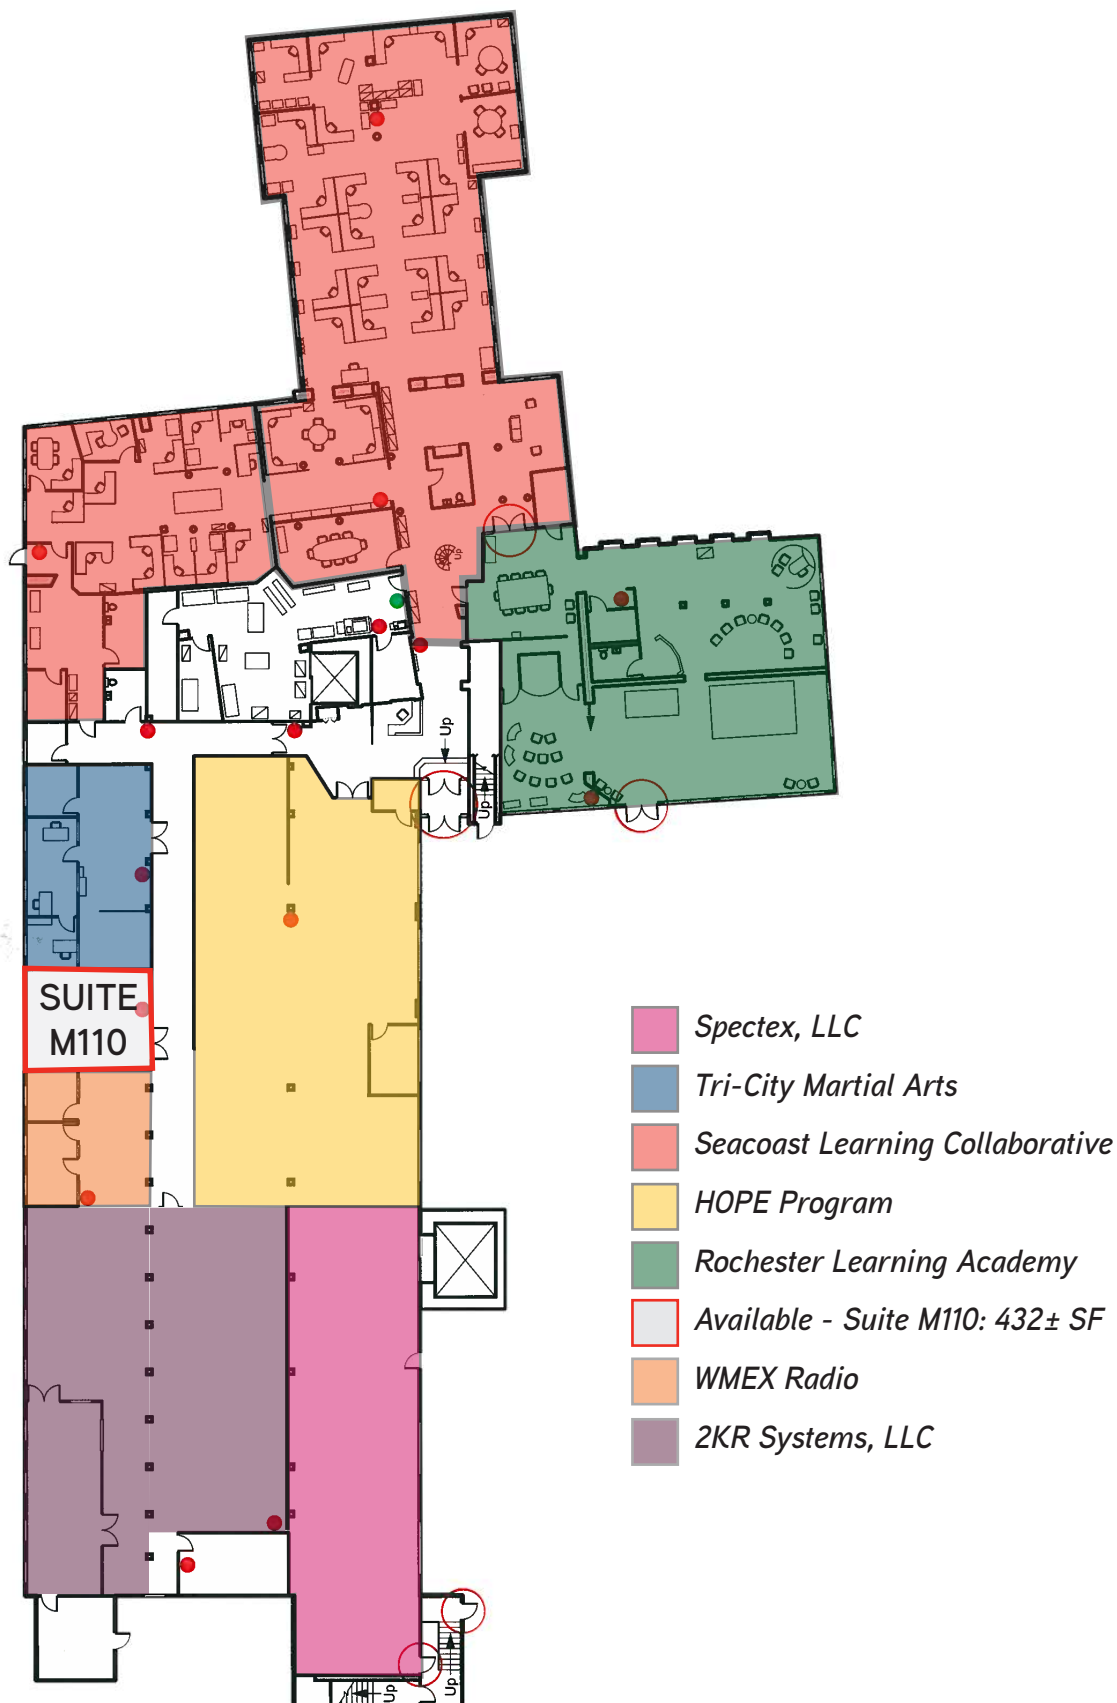 Up
Up
Up
SUITE
M110
Spectex, LLC
Tri-City Martial Arts
Seacoast Learning Collaborative
HOPE Program
Rochester Learning Academy
Available - Suite M110: 432± SF
WMEX Radio
2KR Systems, LLC
Up
Up